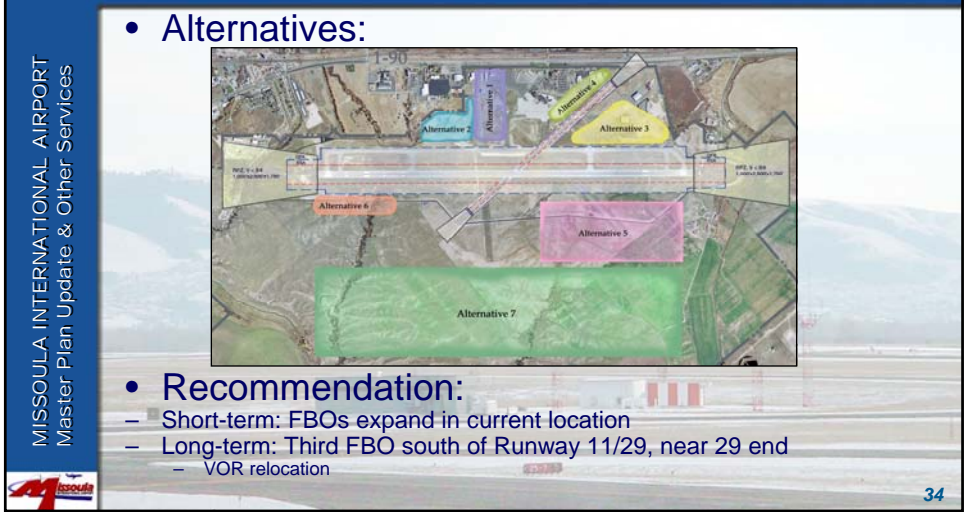 MISSOULA INTERNATIONAL AIRPORT
Master Plan Update & Other Services
• Alternatives:
I-90
Alternative 1
Alternative 2
Alternative 4
Alternative 3
Alternative 6
Alternative 5
Alternative 7
• Recommendation:
– Short-term: FBOs expand in current location
– Long-term: Third FBO south of Runway 11/29, near 29 end
– VOR relocation
Missoula
34